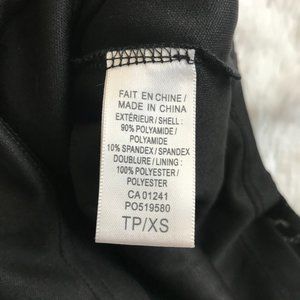 FAIT EN CHINE /
MADE IN CHINA
EXTÉRIEUR / SHELL :
90% POLYAMIDE /
POLYAMIDE
10% SPANDEX / SPANDEX
DOUBLURE / LINING :
100% POLYESTER /
POLYESTER
CA 01241
PO519580
TP/XS